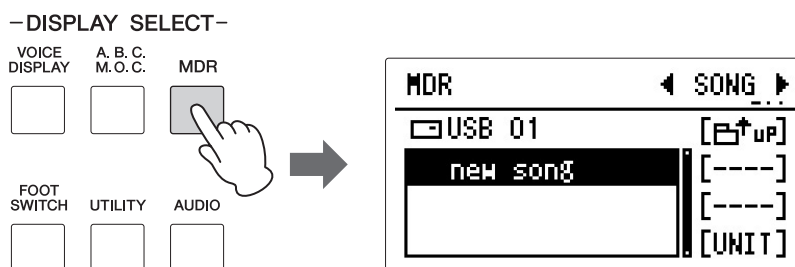 -DISPLAY SELECT-
VOICE DISPLAY
A. B. C. M. O. C.
MDR
FOOT SWITCH
UTILITY
AUDIO
MDR
SONG
USB 01
[UP]
new song
[----]
[----]
[UNIT]